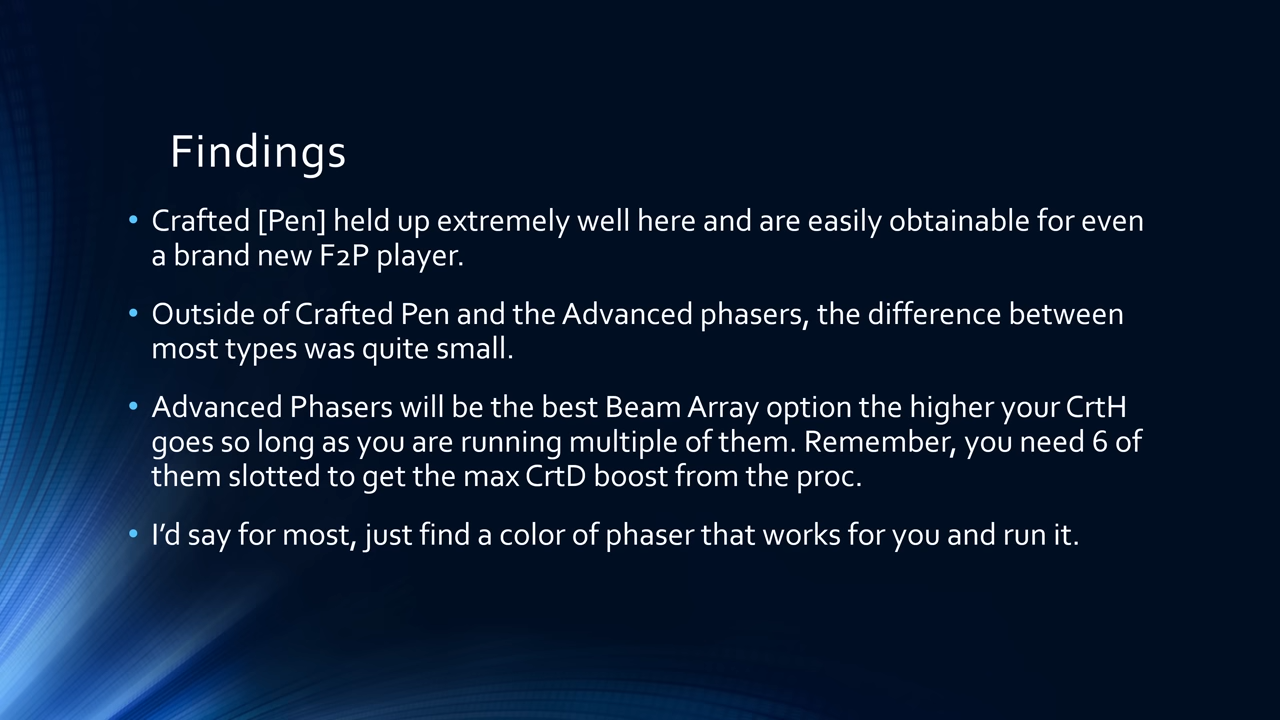 Findings
• Crafted [Pen] held up extremely well here and are easily obtainable for even
a brand new F2P player.
• Outside of Crafted Pen and the Advanced phasers, the difference between
most types was quite small.
• Advanced Phasers will be the best Beam Array option the higher your CrtH
goes so long as you are running multiple of them. Remember, you need 6 of
them slotted to get the max CrtD boost from the proc.
• I’d say for most, just find a color of phaser that works for you and run it.